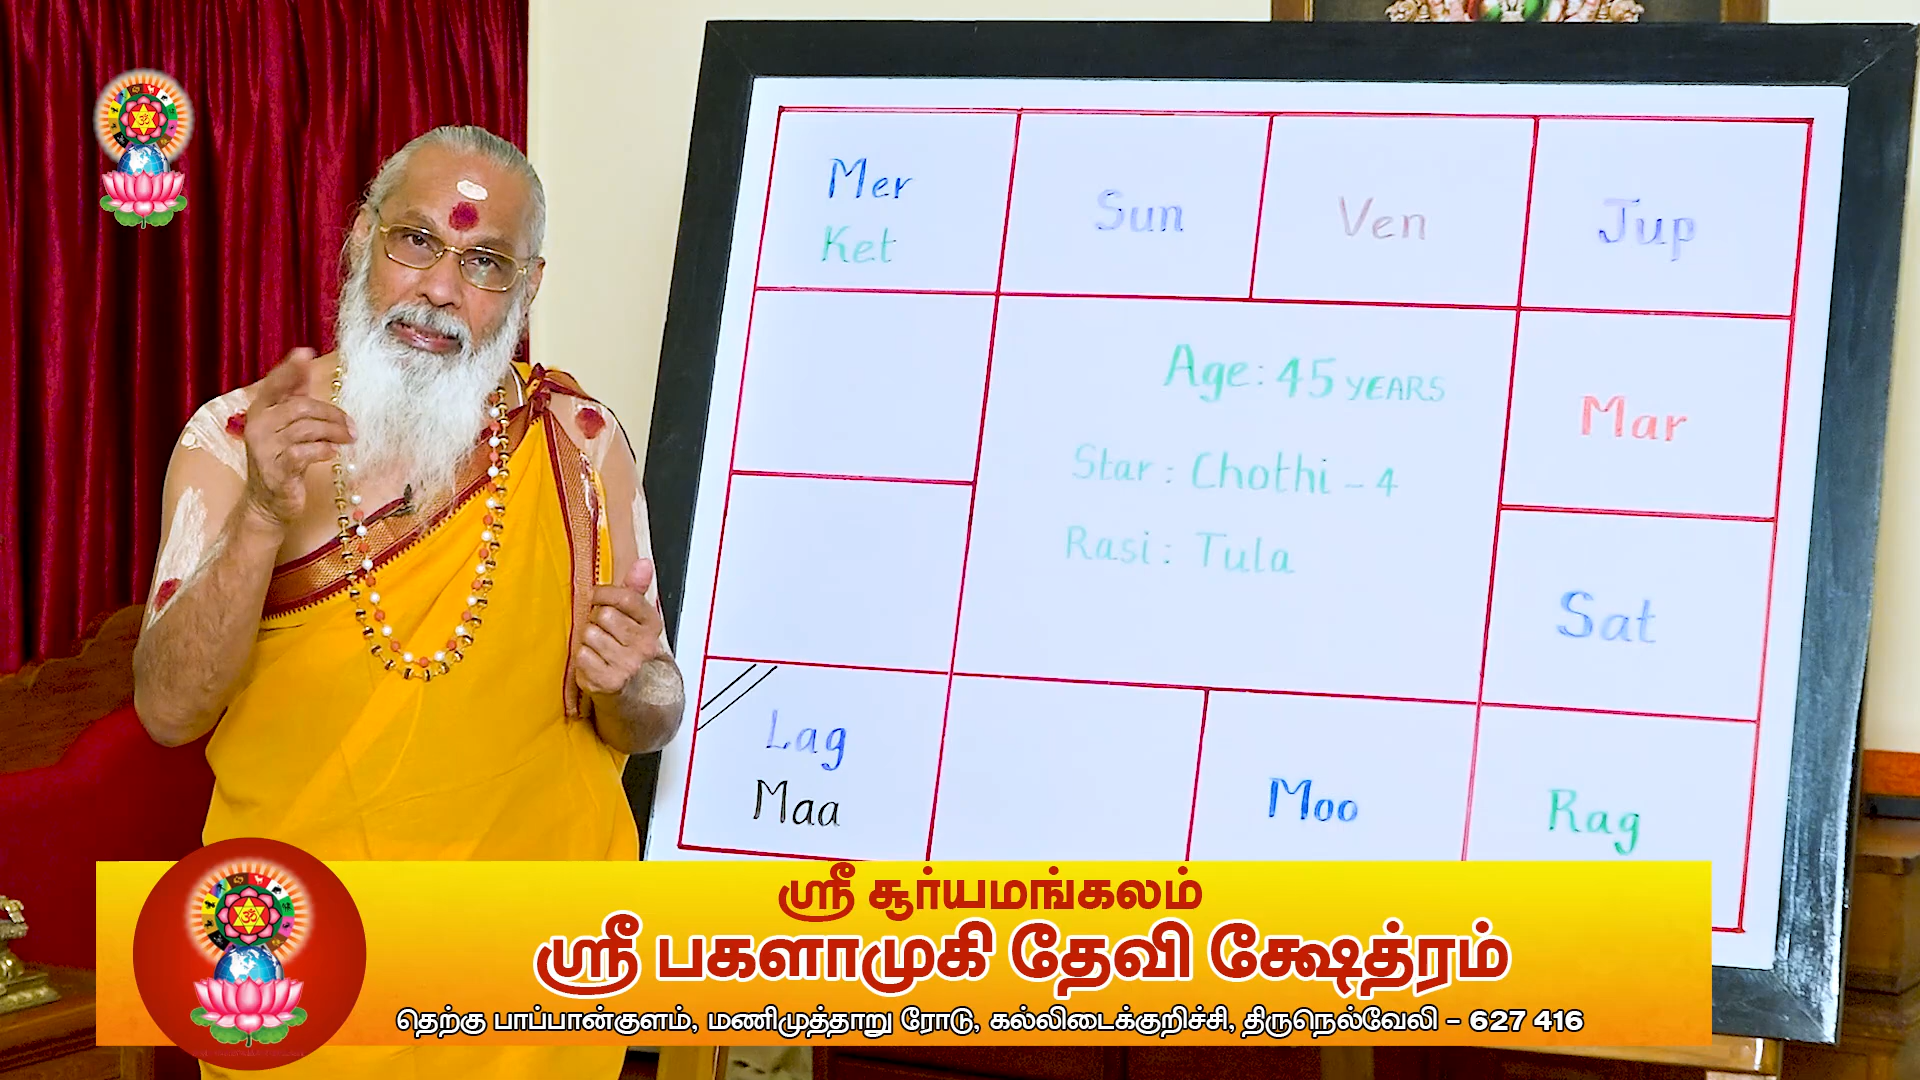 Mer
Ket
Sun
Ven
Jup
Age: 45 YEARS
Mar
Star : Chothi - 4
Rasi : Tula
Sat
Lag
Maa
Moo
Rag
ஸ்ரீ சூர்யமங்கலம்
ஸ்ரீ பகளாமுகி தேவி க்ஷேத்ரம்
தெற்கு பாப்பான்குளம், மணிமுத்தாறு ரோடு, கல்லிடைக்குறிச்சி, திருநெல்வேலி – 627 416